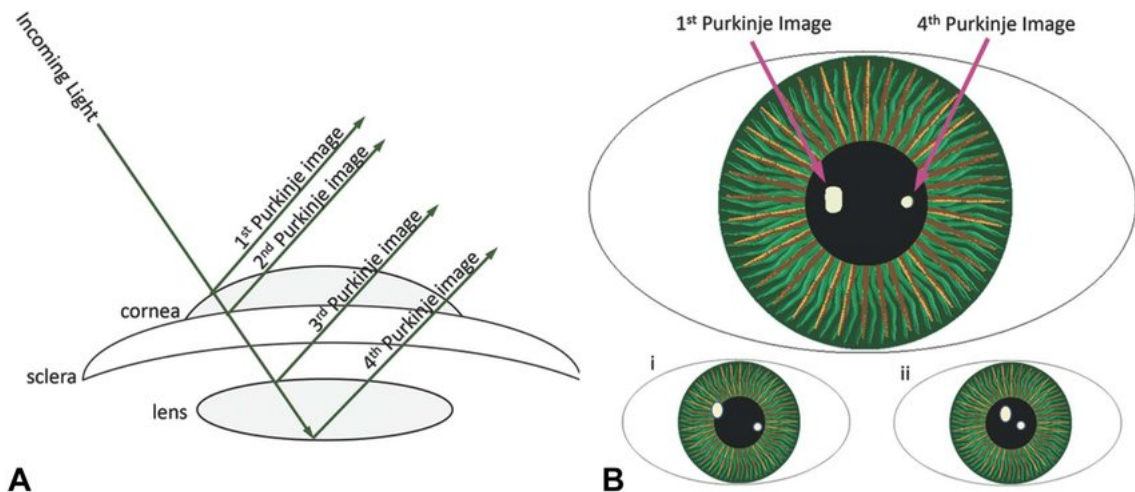 Incoming Light
1st Purkinje image
2nd Purkinje image
3rd Purkinje image
4th Purkinje image
cornea
sclera
lens
A
1st Purkinje Image
4th Purkinje Image
i
ii
B